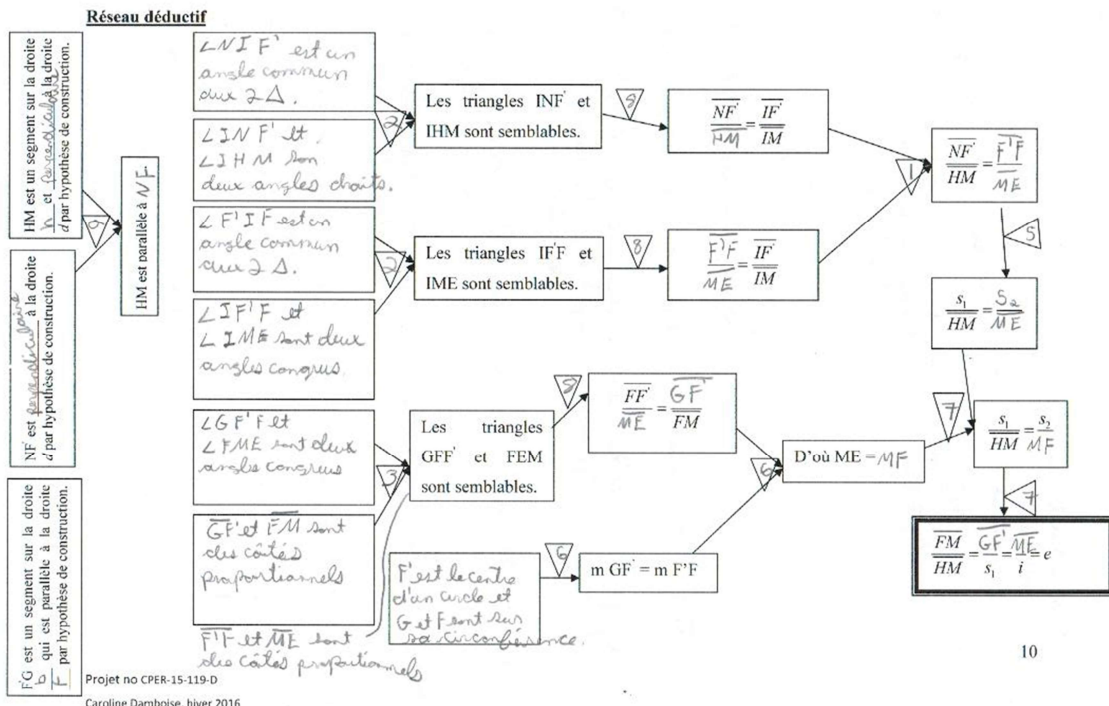 Réseau déductif
HM est un segment sur la droite
h et perpendiculaire à la droite
d par hypothèse de construction.
NF' est perpendiculaire à la droite
d par hypothèse de construction.
F'G est un segment sur la droite
b qui est parallèle à la droite
F par hypothèse de construction.
9
HM est parallèle à NF
∠NIF' est un
angle commun
aux 2 Δ.
∠INF' et
∠IHM son
deux angles droits.
2
Les triangles INF' et
IHM sont semblables.
8
NF'/HM = IF'/IM
∠F'IF est un
angle commun
aux 2 Δ.
∠IF'F et
∠IME sont deux
angles congrus
2
Les triangles IF'F et
IME sont semblables.
8
F'F/ME = IF'/IM
1
NF'/HM = F'F/ME
5
s₁/HM = S₂/ME
∠GF'F et
∠FME sont deux
angles congrus
GF' et FM sont
des côtés
proportionnels
F'F et ME sont
des côtés proportionnels
3
Les triangles
GFF' et FEM
sont semblables.
8
FF'/ME = GF'/FM
F' est le centre
d'un circle et
G et F sont sur
sa circonférence.
6
m GF' = m F'F
6
D'où ME = MF
7
s₁/HM = s₂/MF
7
FM/HM = GF'/s₁ = ME/i = e
10
Projet no CPER-15-119-D
Caroline Damboise, hiver 2016